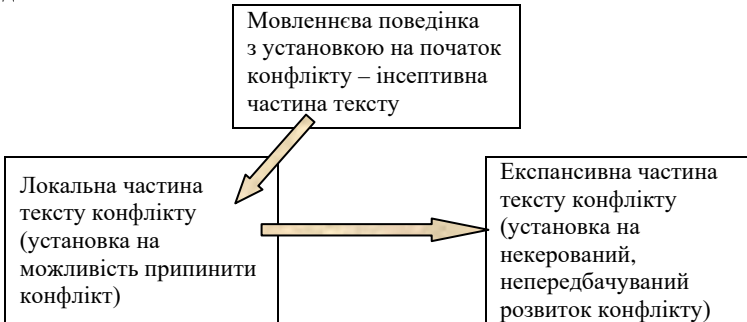 Мовленнєва поведінка
з установкою на початок
конфлікту – інсептивна
частина тексту
Локальна частина
тексту конфлікту
(установка на
можливість припинити
конфлікт)
Експансивна частина
тексту конфлікту
(установка на
некерований,
непередбачуваний
розвиток конфлікту)